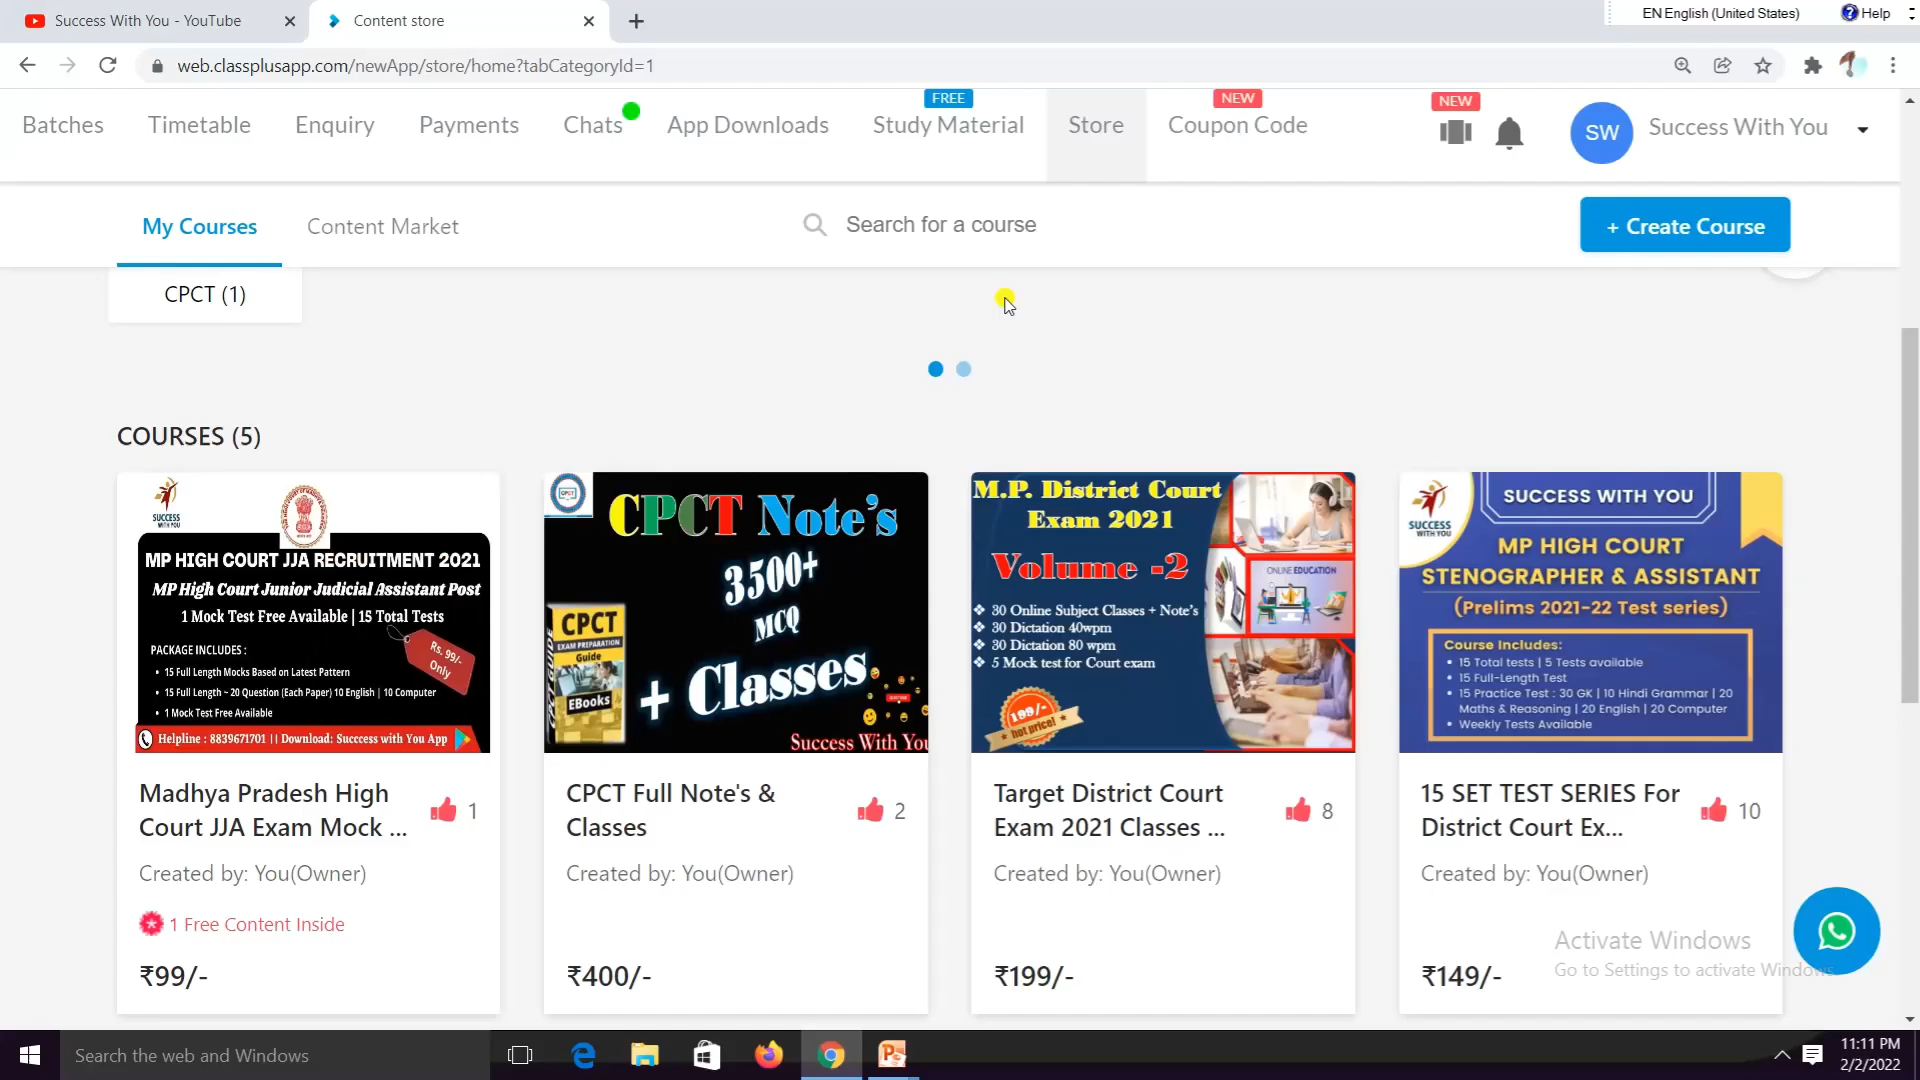 Success With You - YouTube
Content store
EN English (United States)
Help
web.classplusapp.com/newApp/store/home?tabCategoryId=1
Batches
Timetable
Enquiry
Payments
Chats
App Downloads
FREE
Study Material
Store
NEW
Coupon Code
NEW
SW
Success With You
My Courses
Content Market
Search for a course
+ Create Course
CPCT (1)
COURSES (5)
SUCCESS
WITH YOU
MP HIGH COURT JJA RECRUITMENT 2021
MP High Court Junior Judicial Assistant Post
1 Mock Test Free Available | 15 Total Tests
Rs. 99/-
Only
PACKAGE INCLUDES :
• 15 Full Length Mocks Based on Latest Pattern
• 15 Full Length ~ 20 Question (Each Paper) 10 English | 10 Computer
• 1 Mock Test Free Available
Helpline : 8839671701 || Download: Succcess with You App
Madhya Pradesh High
Court JJA Exam Mock ...
1
Created by: You(Owner)
1 Free Content Inside
₹99/-
CPCT
CPCT Note's
3500+
MCQ
+ Classes
CPCT
EXAM PREPARATION
Guide
EBooks
Success With You
CPCT Full Note's &
Classes
2
Created by: You(Owner)
₹400/-
M.P. District Court
Exam 2021
Volume -2
❖ 30 Online Subject Classes + Note's
❖ 30 Dictation 40wpm
❖ 30 Dictation 80 wpm
❖ 5 Mock test for Court exam
199/-
hot price!
ONLINE EDUCATION
Target District Court
Exam 2021 Classes ...
8
Created by: You(Owner)
₹199/-
SUCCESS
WITH YOU
SUCCESS WITH YOU
MP HIGH COURT
STENOGRAPHER & ASSISTANT
(Prelims 2021-22 Test series)
Course Includes:
• 15 Total tests | 5 Tests available
• 15 Full-Length Test
• 15 Practice Test : 30 GK | 10 Hindi Grammar | 20
Maths & Reasoning | 20 English | 20 Computer
• Weekly Tests Available
15 SET TEST SERIES For
District Court Ex...
10
Created by: You(Owner)
₹149/-
Activate Windows
Go to Settings to activate Windows.
Search the web and Windows
11:11 PM
2/2/2022